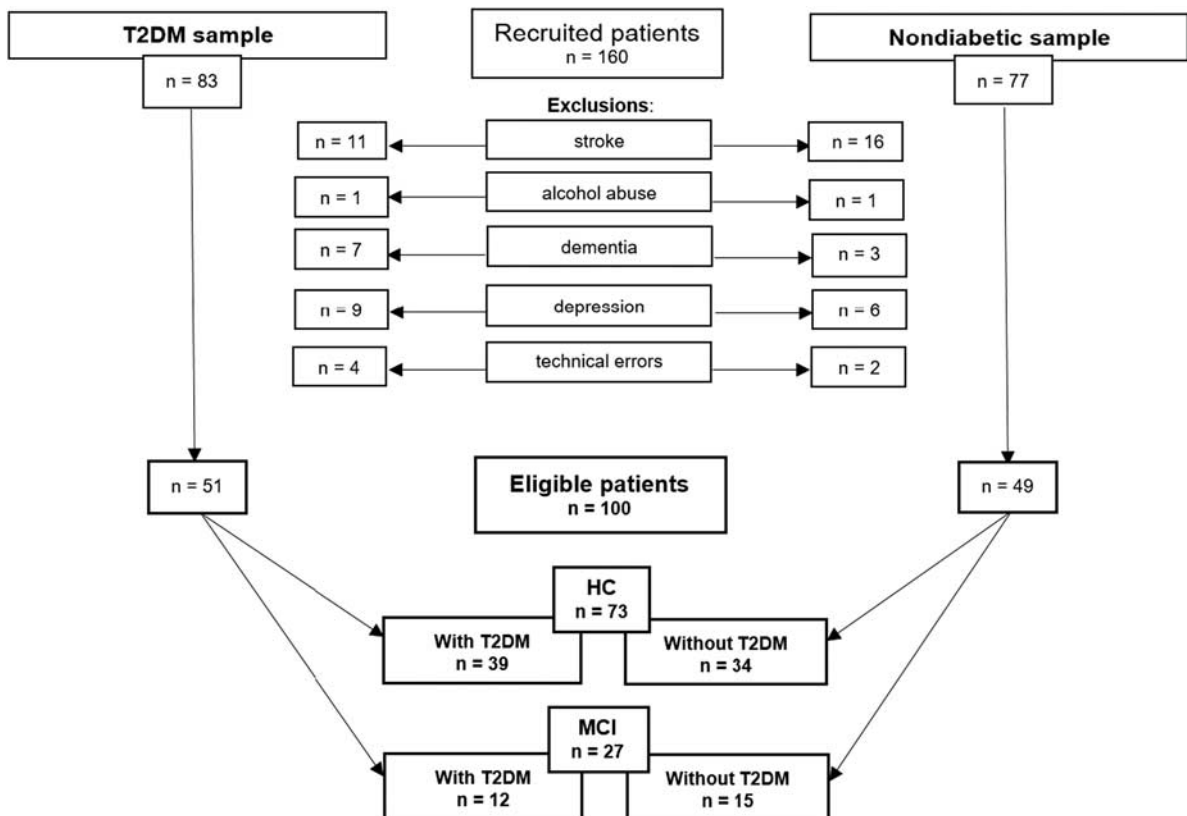 T2DM sample
n = 83
Recruited patients
n = 160
Nondiabetic sample
n = 77
Exclusions:
n = 11
stroke
n = 16
n = 1
alcohol abuse
n = 1
n = 7
dementia
n = 3
n = 9
depression
n = 6
n = 4
technical errors
n = 2
n = 51
Eligible patients
n = 100
n = 49
HC
n = 73
With T2DM
n = 39
Without T2DM
n = 34
MCI
n = 27
With T2DM
n = 12
Without T2DM
n = 15